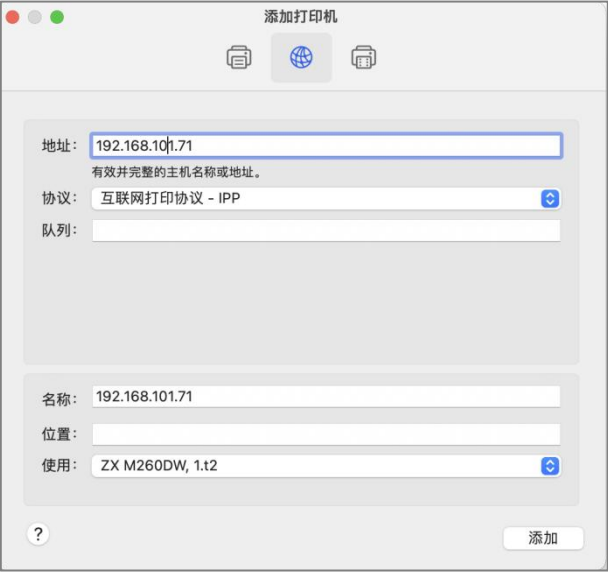 添加打印机
地址: 192.168.101.71
有效并完整的主机名称或地址。
协议: 互联网打印协议 - IPP
队列:
名称: 192.168.101.71
位置:
使用: ZX M260DW, 1.t2
?
添加